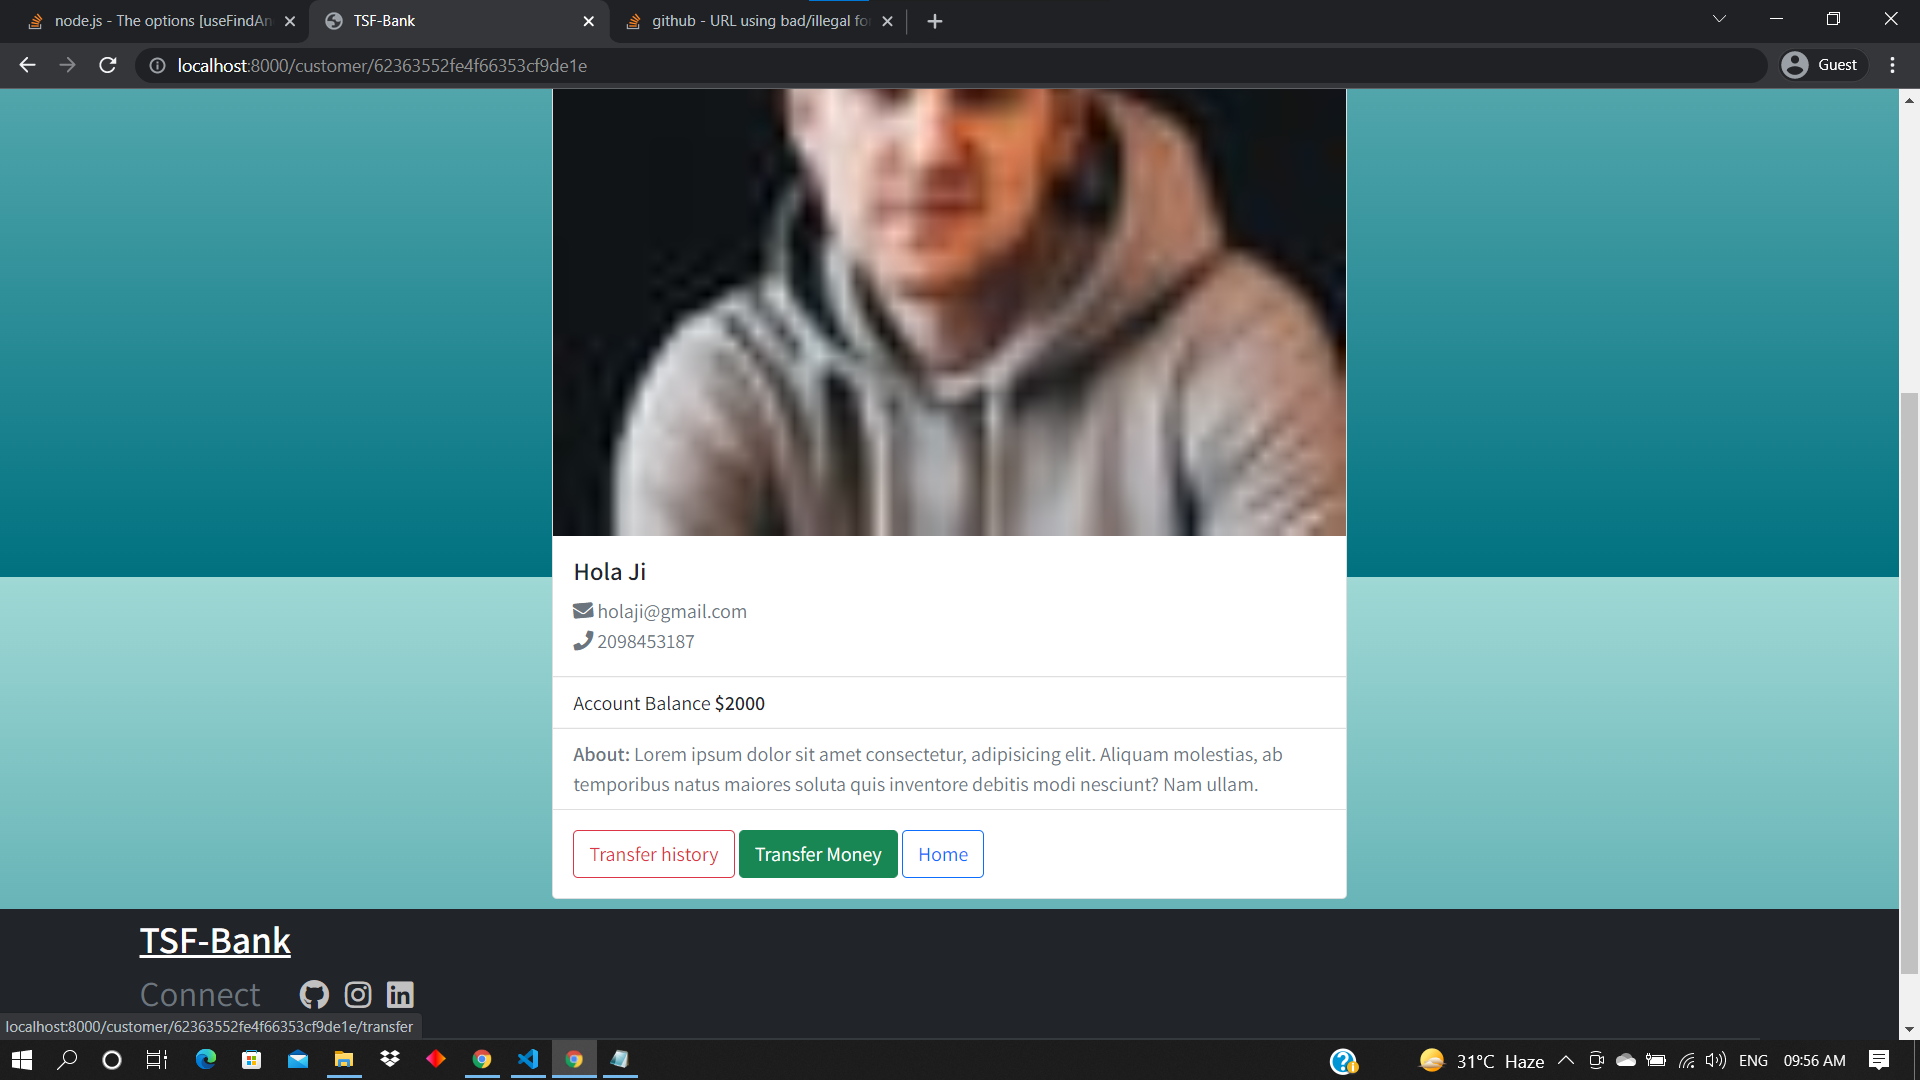 node.js - The options [useFindAn
TSF-Bank
github - URL using bad/illegal fo
localhost:8000/customer/62363552fe4f66353cf9de1e
Guest
Hola Ji
holaji@gmail.com
2098453187
Account Balance $2000
About: Lorem ipsum dolor sit amet consectetur, adipisicing elit. Aliquam molestias, ab
temporibus natus maiores soluta quis inventore debitis modi nesciunt? Nam ullam.
Transfer history
Transfer Money
Home
TSF-Bank
Connect
localhost:8000/customer/62363552fe4f66353cf9de1e/transfer
31°C Haze
ENG
09:56 AM